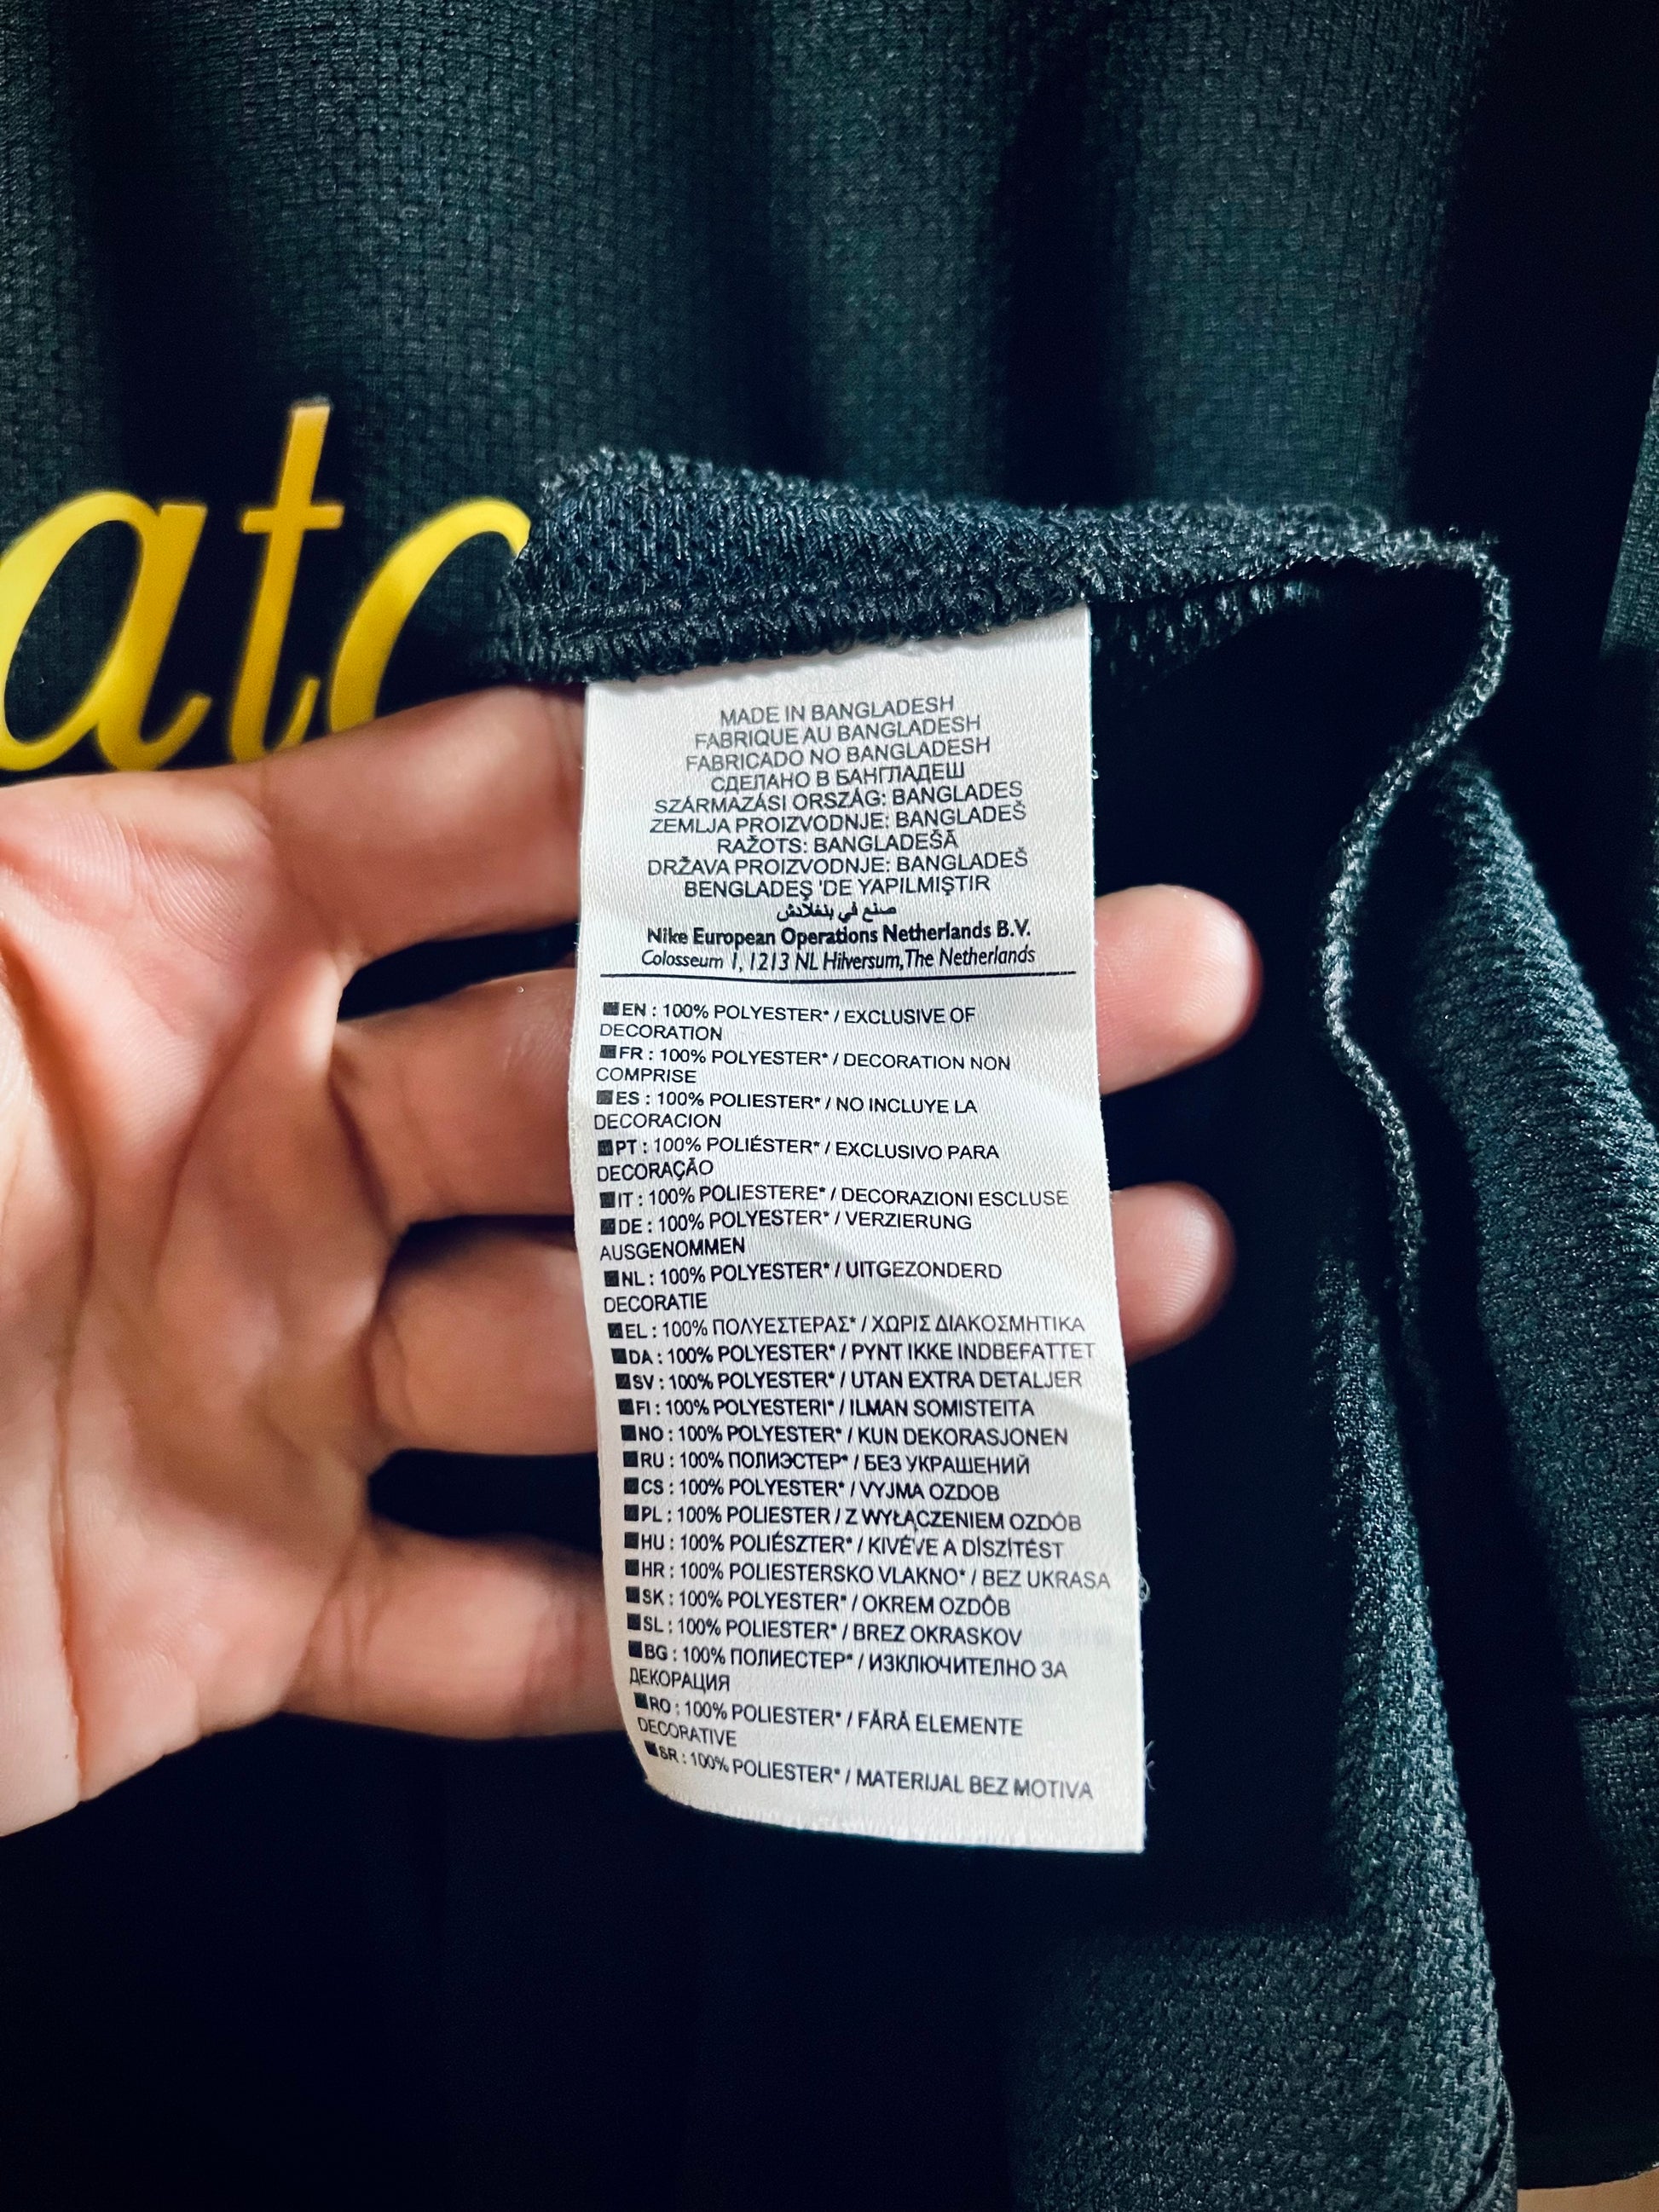 atc
MADE IN BANGLADESH
FABRIQUE AU BANGLADESH
FABRICADO NO BANGLADESH
СДЕЛАНО В БАНГЛАДЕШ
SZÁRMAZÁSI ORSZÁG: BANGLADES
ZEMLJA PROIZVODNJE: BANGLADEŠ
RAŽOTS: BANGLADEŠĀ
DRŽAVA PROIZVODNJE: BANGLADEŠ
BENGLADEŞ 'DE YAPILMIŞTIR
صنع في بنغلادش
Nike European Operations Netherlands B.V.
Colosseum 1, 1213 NL Hilversum, The Netherlands
EN : 100% POLYESTER* / EXCLUSIVE OF
DECORATION
FR : 100% POLYESTER* / DECORATION NON
COMPRISE
ES : 100% POLIESTER* / NO INCLUYE LA
DECORACION
PT : 100% POLIÉSTER* / EXCLUSIVO PARA
DECORAÇÃO
IT : 100% POLIESTERE* / DECORAZIONI ESCLUSE
DE : 100% POLYESTER* / VERZIERUNG
AUSGENOMMEN
NL : 100% POLYESTER* / UITGEZONDERD
DECORATIE
EL : 100% ΠΟΛΥΕΣΤΕΡΑΣ* / ΧΩΡΙΣ ΔΙΑΚΟΣΜΗΤΙΚΑ
DA : 100% POLYESTER* / PYNT IKKE INDBEFATTET
SV : 100% POLYESTER* / UTAN EXTRA DETALJER
FI : 100% POLYESTERI* / ILMAN SOMISTEITA
NO : 100% POLYESTER* / KUN DEKORASJONEN
RU : 100% ПОЛИЭСТЕР* / БЕЗ УКРАШЕНИЙ
CS : 100% POLYESTER* / VYJMA OZDOB
PL : 100% POLIESTER / Z WYŁĄCZENIEM OZDÓB
HU : 100% POLIÉSZTER* / KIVÉVE A DÍSZÍTÉST
HR : 100% POLIESTERSKO VLAKNO* / BEZ UKRASA
SK : 100% POLYESTER* / OKREM OZDÔB
SL : 100% POLIESTER* / BREZ OKRASKOV
BG : 100% ПОЛИЕСТЕР* / ИЗКЛЮЧИТЕЛНО ЗА
ДЕКОРАЦИЯ
RO : 100% POLIESTER* / FĂRĂ ELEMENTE
DECORATIVE
SR : 100% POLIESTER* / MATERIJAL BEZ MOTIVA